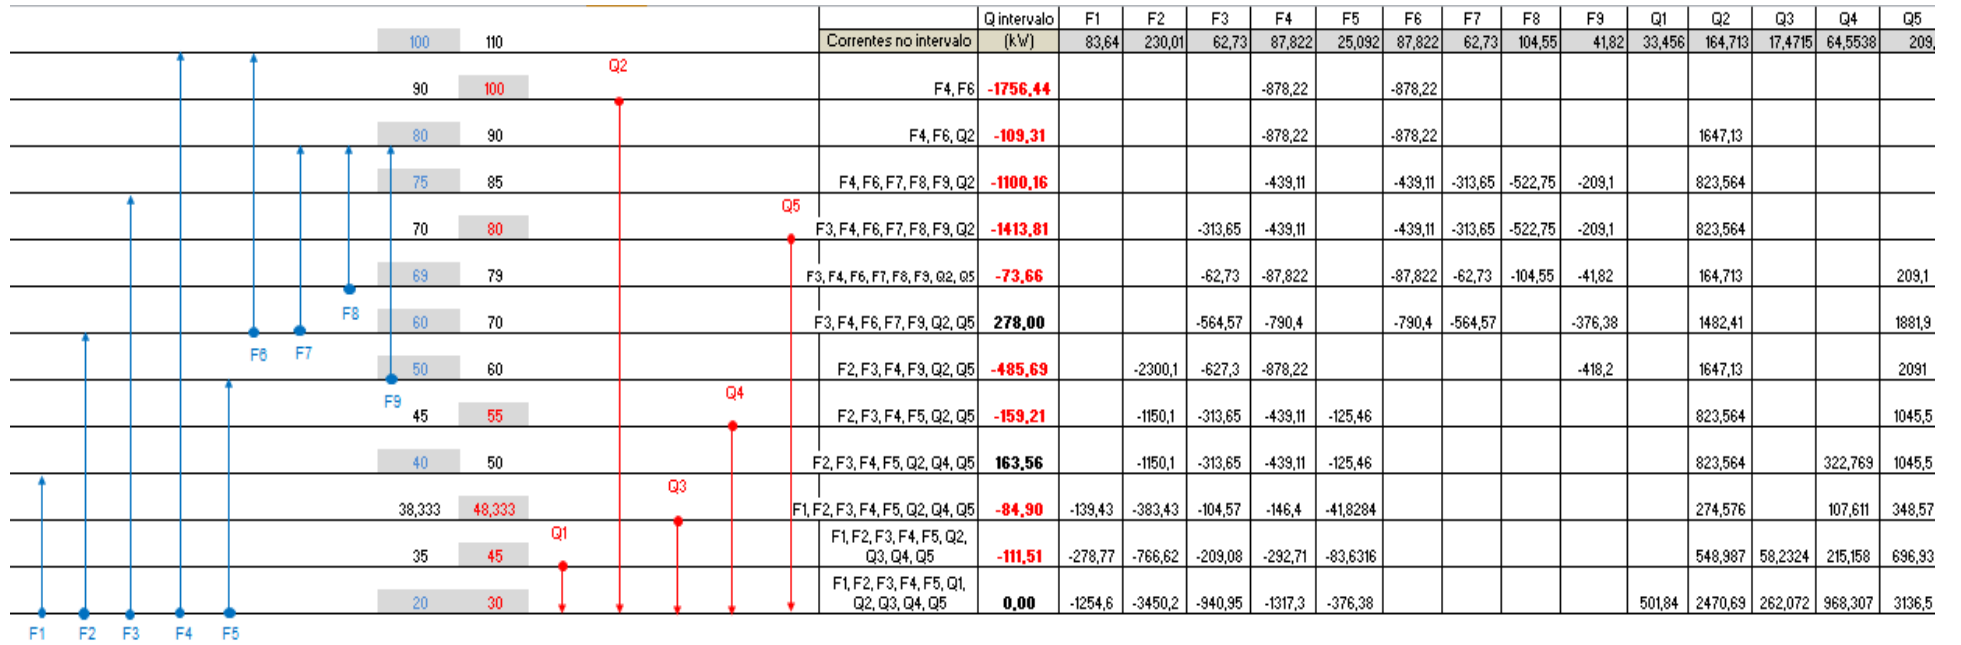 Q intervalo F1 F2 F3 F4 F5 F6 F7 F8 F9 Q1 Q2 Q3 Q4 Q5
100 110 Correntes no intervalo (kW) 83,64 230,01 62,73 87,822 25,092 87,822 62,73 104,55 41,82 33,456 164,713 17,4715 64,5538 209,
Q2
90 100 F4, F6 -1756,44 -878,22 -878,22
80 90 F4, F6, Q2 -109,31 -878,22 -878,22 1647,13
75 85 F4, F6, F7, F8, F9, Q2 -1100,16 -439,11 -439,11 -313,65 -522,75 -209,1 823,564
Q5
70 80 F3, F4, F6, F7, F8, F9, Q2 -1413,81 -313,65 -439,11 -439,11 -313,65 -522,75 -209,1 823,564
69 79 F3, F4, F6, F7, F8, F9, Q2, Q5 -73,66 -62,73 -87,822 -87,822 -62,73 -104,55 -41,82 164,713 209,1
F8
60 70 F3, F4, F6, F7, F9, Q2, Q5 278,00 -564,57 -790,4 -790,4 -564,57 -376,38 1482,41 1881,9
F6 F7
50 60 F2, F3, F4, F9, Q2, Q5 -485,69 -2300,1 -627,3 -878,22 -418,2 1647,13 2091
F9 Q4
45 55 F2, F3, F4, F5, Q2, Q5 -159,21 -1150,1 -313,65 -439,11 -125,46 823,564 1045,5
40 50 F2, F3, F4, F5, Q2, Q4, Q5 163,56 -1150,1 -313,65 -439,11 -125,46 823,564 322,769 1045,5
Q3
38,333 48,333 F1, F2, F3, F4, F5, Q2, Q4, Q5 -84,90 -139,43 -383,43 -104,57 -146,4 -41,8284 274,576 107,611 348,57
Q1
F1, F2, F3, F4, F5, Q2,
35 45 Q3, Q4, Q5 -111,51 -278,77 -766,62 -209,08 -292,71 -83,6316 548,987 58,2324 215,158 696,93
F1, F2, F3, F4, F5, Q1,
20 30 Q2, Q3, Q4, Q5 0,00 -1254,6 -3450,2 -940,95 -1317,3 -376,38 501,84 2470,69 262,072 968,307 3136,5
F1 F2 F3 F4 F5